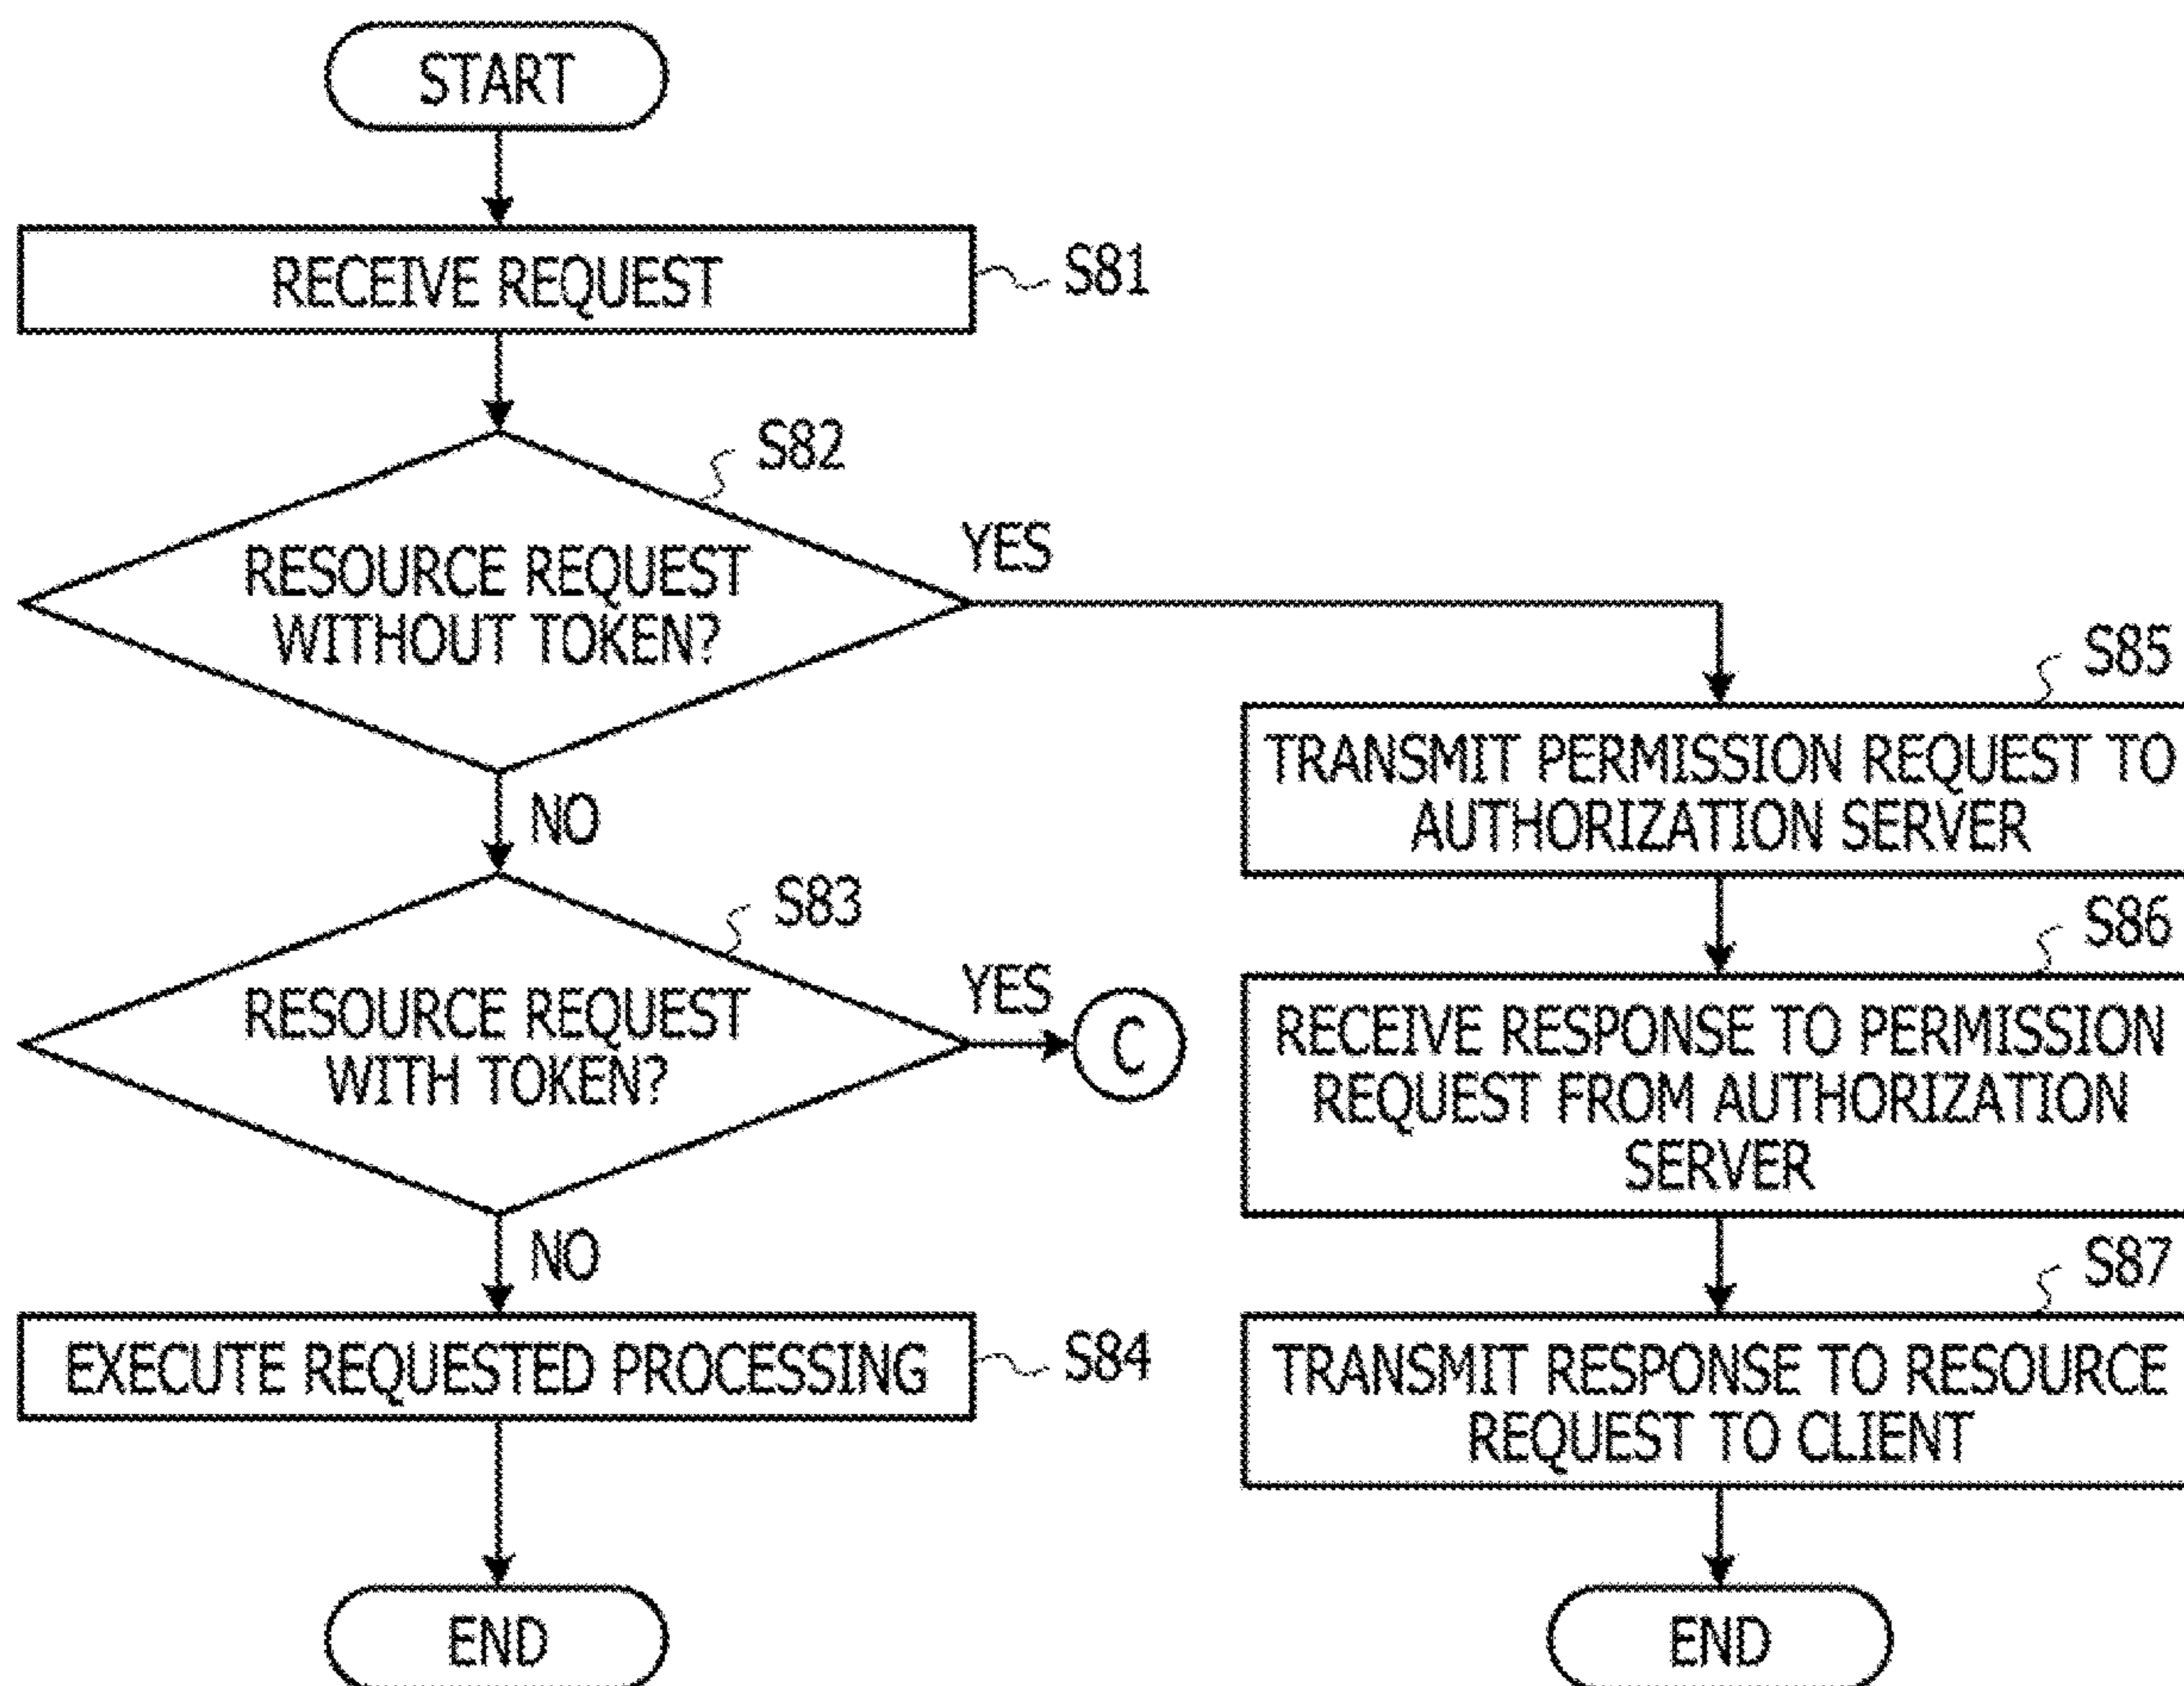 START
RECEIVE REQUEST
S81
S82
RESOURCE REQUEST
WITHOUT TOKEN?
YES
NO
S83
RESOURCE REQUEST
WITH TOKEN?
YES
C
NO
EXECUTE REQUESTED PROCESSING
S84
END
S85
TRANSMIT PERMISSION REQUEST TO
AUTHORIZATION SERVER
S86
RECEIVE RESPONSE TO PERMISSION
REQUEST FROM AUTHORIZATION
SERVER
S87
TRANSMIT RESPONSE TO RESOURCE
REQUEST TO CLIENT
END